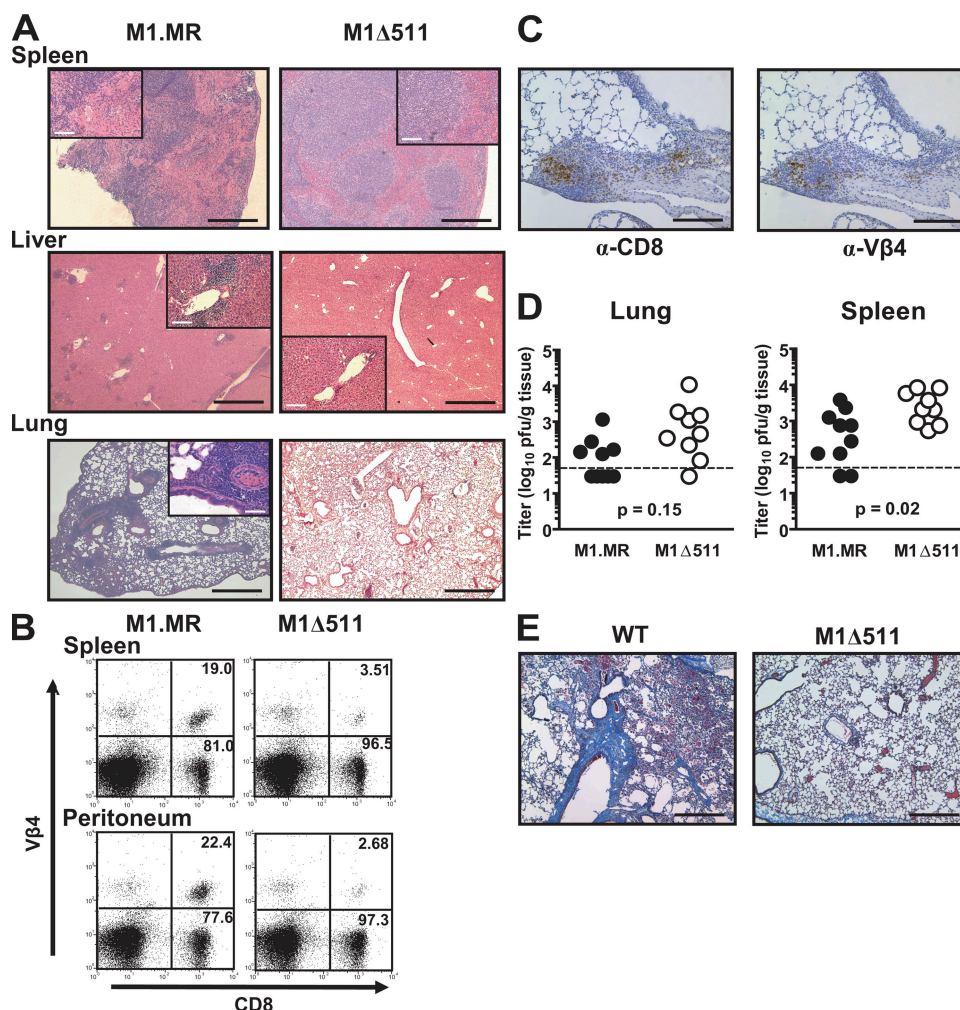 A
M1.MR
M1Δ511
Spleen
Liver
Lung
B
M1.MR
M1Δ511
Spleen
19.0
3.51
81.0
96.5
Peritoneum
22.4
2.68
77.6
97.3
Vβ4
CD8
C
α-CD8
α-Vβ4
D
Lung
Spleen
Titer (log10 pfu/g tissue)
5
4
3
2
1
0
p = 0.15
M1.MR
M1Δ511
Titer (log10 pfu/g tissue)
5
4
3
2
1
0
p = 0.02
M1.MR
M1Δ511
E
WT
M1Δ511